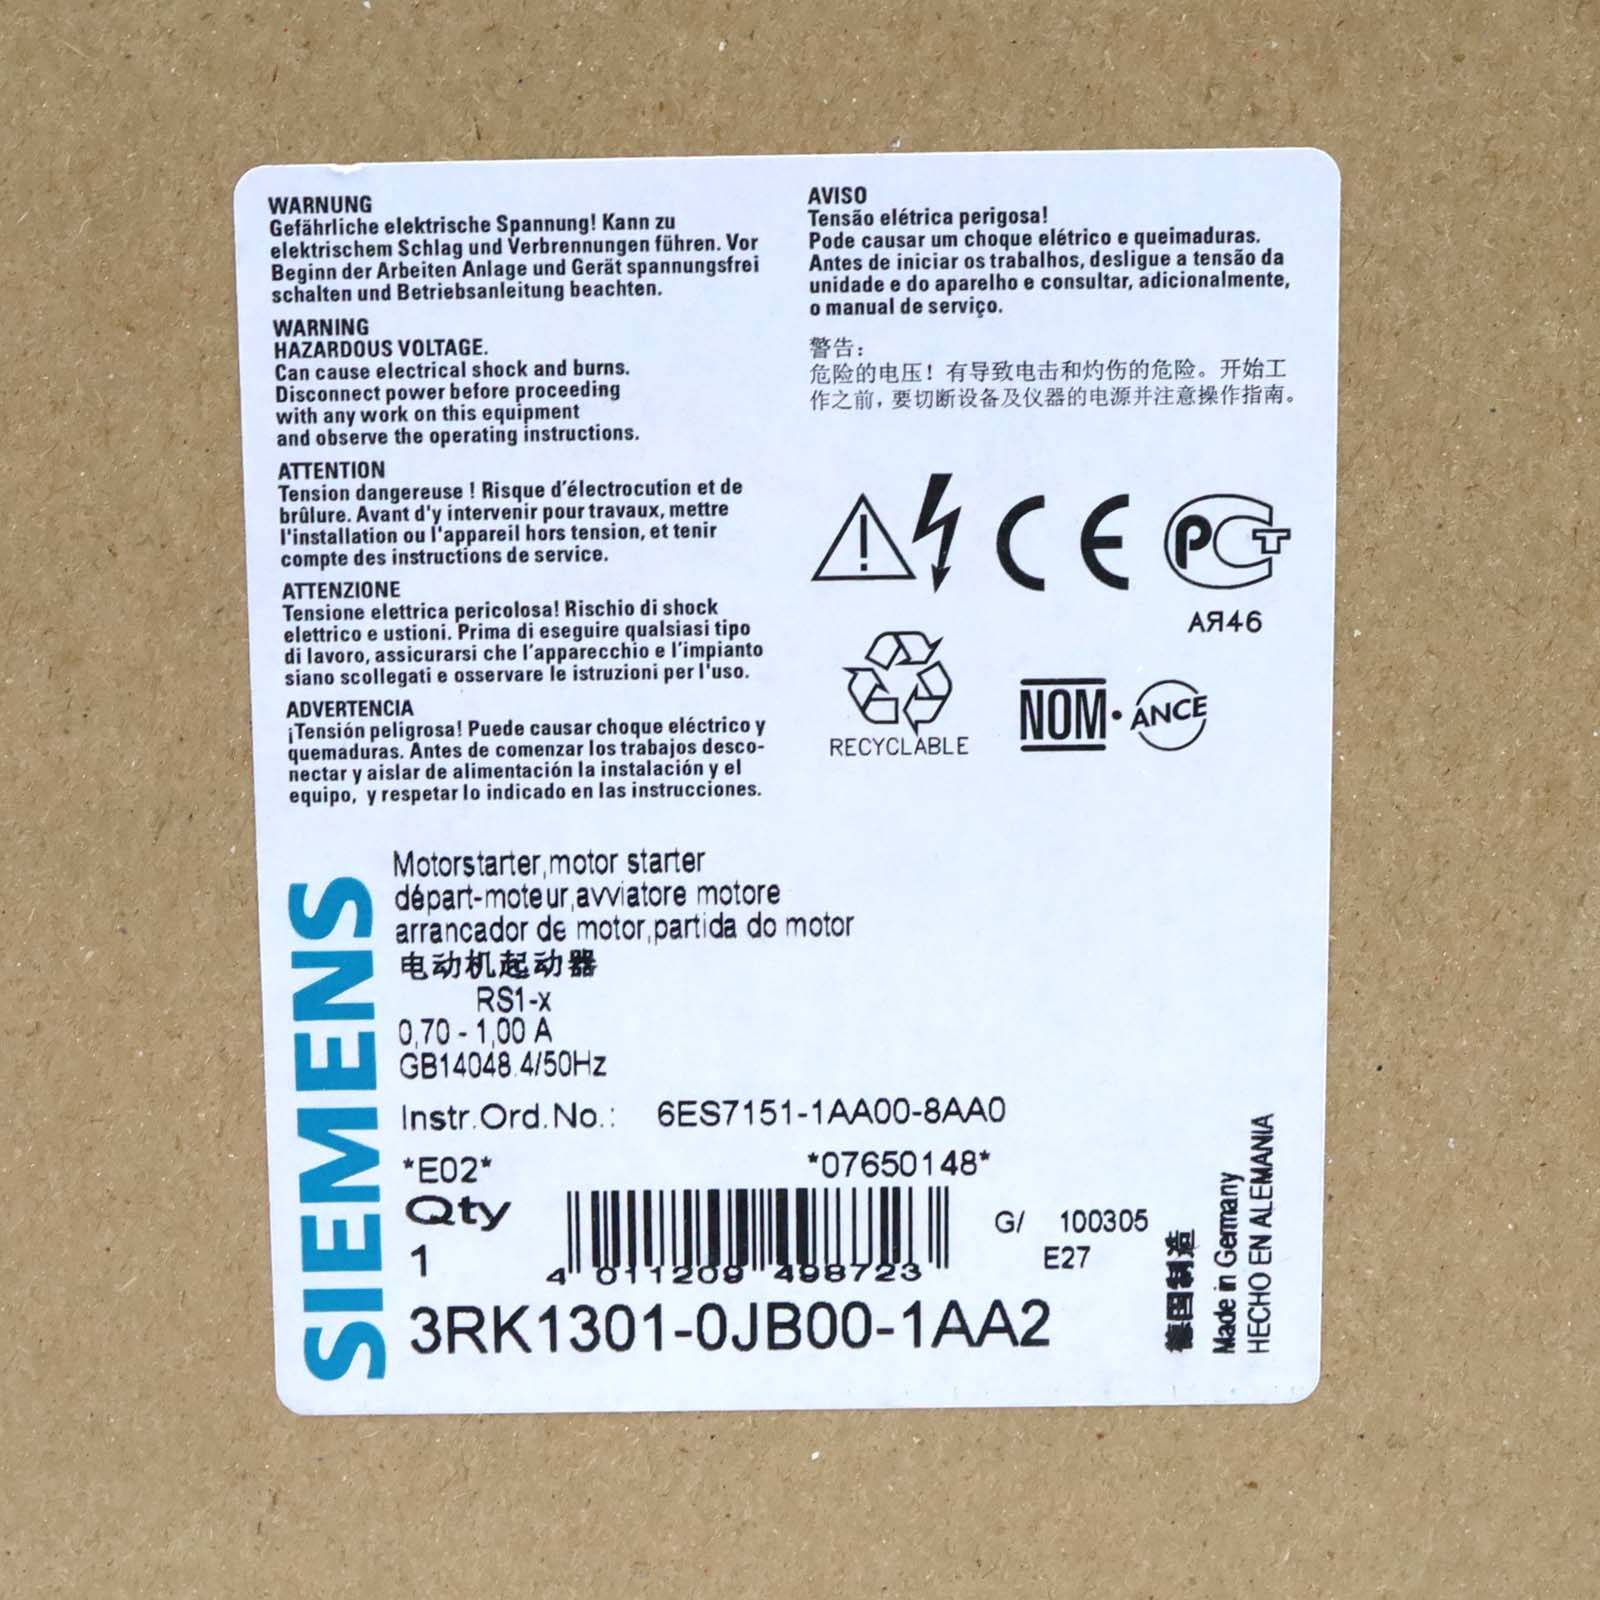 WARNUNG
Gefährliche elektrische Spannung! Kann zu
elektrischem Schlag und Verbrennungen führen. Vor
Beginn der Arbeiten Anlage und Gerät spannungsfrei
schalten und Betriebsanleitung beachten.
WARNING
HAZARDOUS VOLTAGE.
Can cause electrical shock and burns.
Disconnect power before proceeding
with any work on this equipment
and observe the operating instructions.
ATTENTION
Tension dangereuse ! Risque d'électrocution et de
brûlure. Avant d'y intervenir pour travaux, mettre
l'installation ou l'appareil hors tension, et tenir
compte des instructions de service.
ATTENZIONE
Tensione elettrica pericolosa! Rischio di shock
elettrico e ustioni. Prima di eseguire qualsiasi tipo
di lavoro, assicurarsi che l'apparecchio e l'impianto
siano scollegati e osservare le istruzioni per l'uso.
ADVERTENCIA
¡Tensión peligrosa! Puede causar choque eléctrico y
quemaduras. Antes de comenzar los trabajos desco-
nectar y aislar de alimentación la instalación y el
equipo, y respetar lo indicado en las instrucciones.
AVISO
Tensão elétrica perigosa!
Pode causar um choque elétrico e queimaduras.
Antes de iniciar os trabalhos, desligue a tensão da
unidade e do aparelho e consultar, adicionalmente,
o manual de serviço.
警告：
危险的电压！有导致电击和灼伤的危险。开始工
作之前，要切断设备及仪器的电源并注意操作指南。
CE
РСТ
АЯ46
RECYCLABLE
NOM·ANCE
SIEMENS
Motorstarter,motor starter
départ-moteur,avviatore motore
arrancador de motor,partida do motor
电动机起动器
RS1-x
0,70 - 1,00 A
GB14048.4/50Hz
Instr.Ord.No.: 6ES7151-1AA00-8AA0
*E02* *07650148*
Qty
1
4 011209 498723
G/ 100305
E27
3RK1301-0JB00-1AA2
德国制造
Made in Germany
HECHO EN ALEMANIA